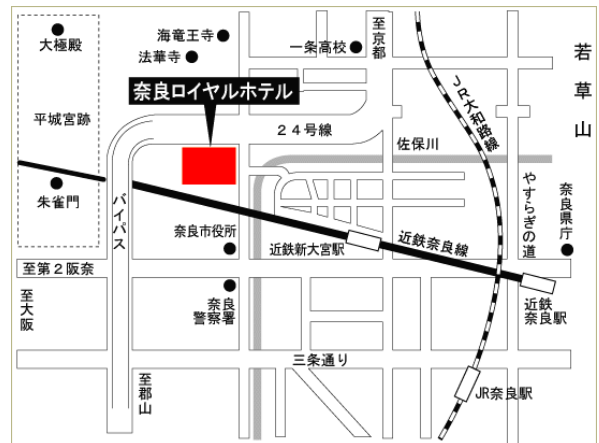 大極殿
海竜王寺
法華寺
一条高校
至京都
若草山
奈良ロイヤルホテル
JR大和路線
平城宮跡
24号線
佐保川
朱雀門
バイパス
やすらぎの道
奈良県庁
奈良市役所
近鉄新大宮駅
近鉄奈良線
至第2阪奈
至大阪
奈良
警察署
近鉄
奈良駅
三条通り
至郡山
JR奈良駅